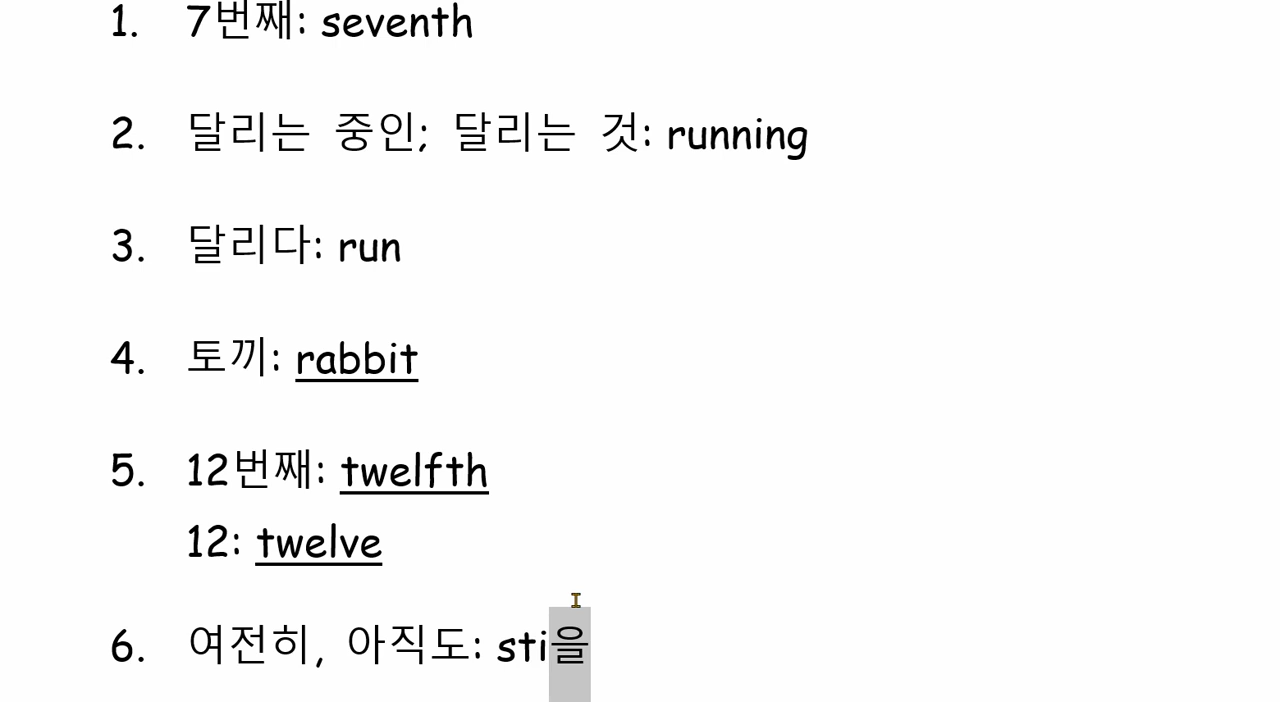 1. 7번째: seventh
2. 달리는 중인; 달리는 것: running
3. 달리다: run
4. 토끼: rabbit
5. 12번째: twelfth
12: twelve
6. 여전히, 아직도: sti을